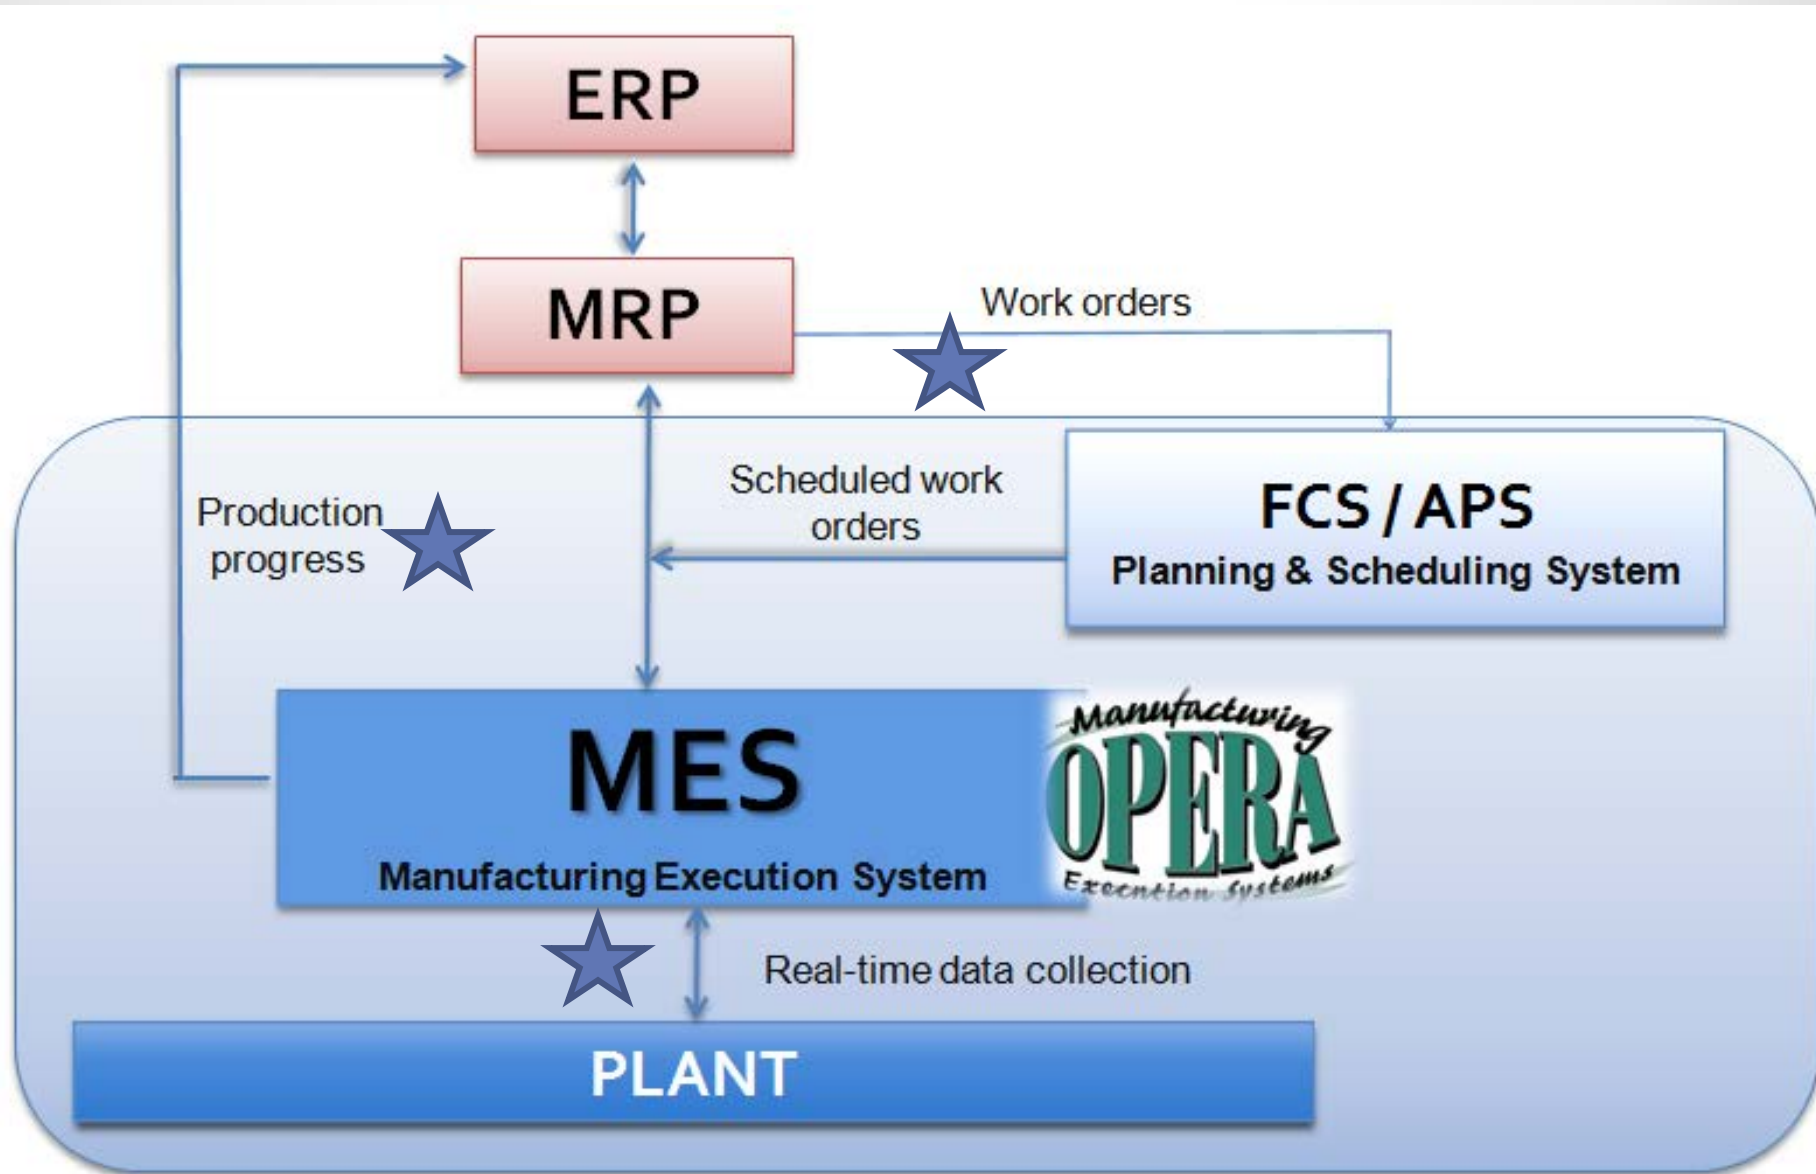 ERP
MRP
Work orders
Scheduled work
orders
FCS / APS
Planning & Scheduling System
Production
progress
MES
Manufacturing Execution System
Manufacturing
OPERA
Execution Systems
Real-time data collection
PLANT